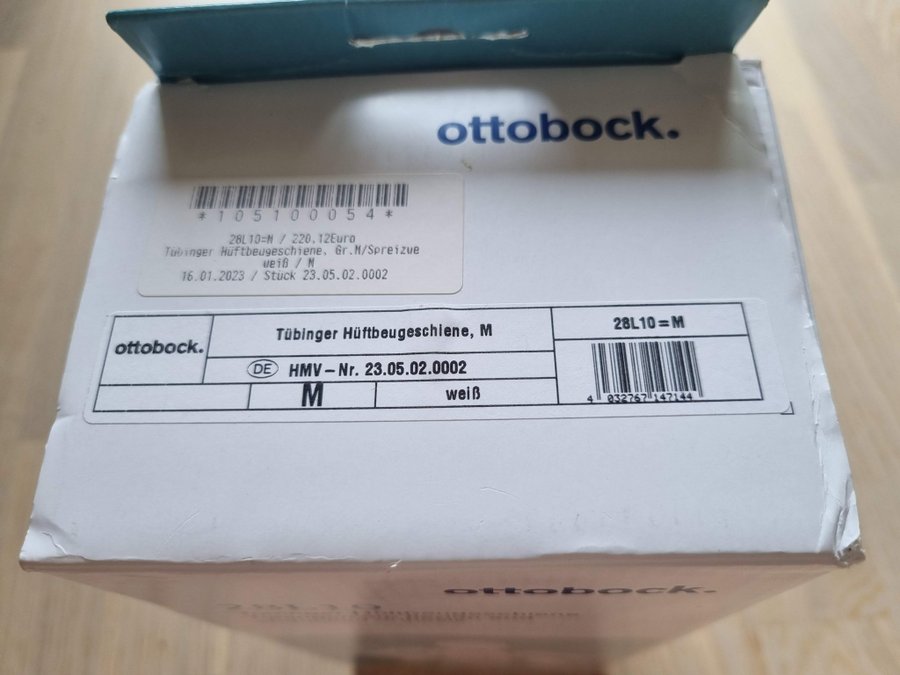 ottobock.
*105100054*
28L10=M / 220.12Euro
Tübinger Hüftbeugeschiene, Gr.M/Spreizue
weiß / M
16.01.2023 / Stück 23.05.02.0002
ottobock.
Tübinger Hüftbeugeschiene, M
DE HMV-Nr. 23.05.02.0002
M
weiß
28L10=M
4 032767 147144
ottobock.
28L10